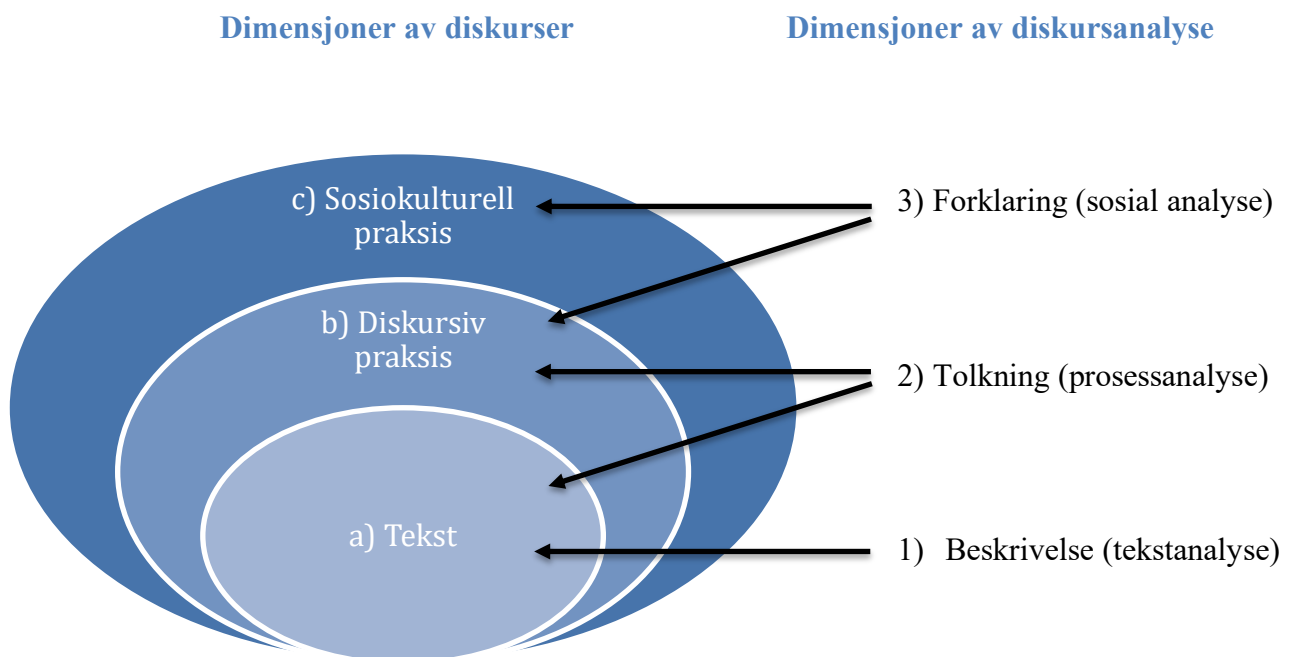 Dimensjoner av diskurser
Dimensjoner av diskursanalyse
c) Sosiokulturell
praksis
3) Forklaring (sosial analyse)
b) Diskursiv
praksis
2) Tolkning (prosessanalyse)
a) Tekst
1) Beskrivelse (tekstanalyse)